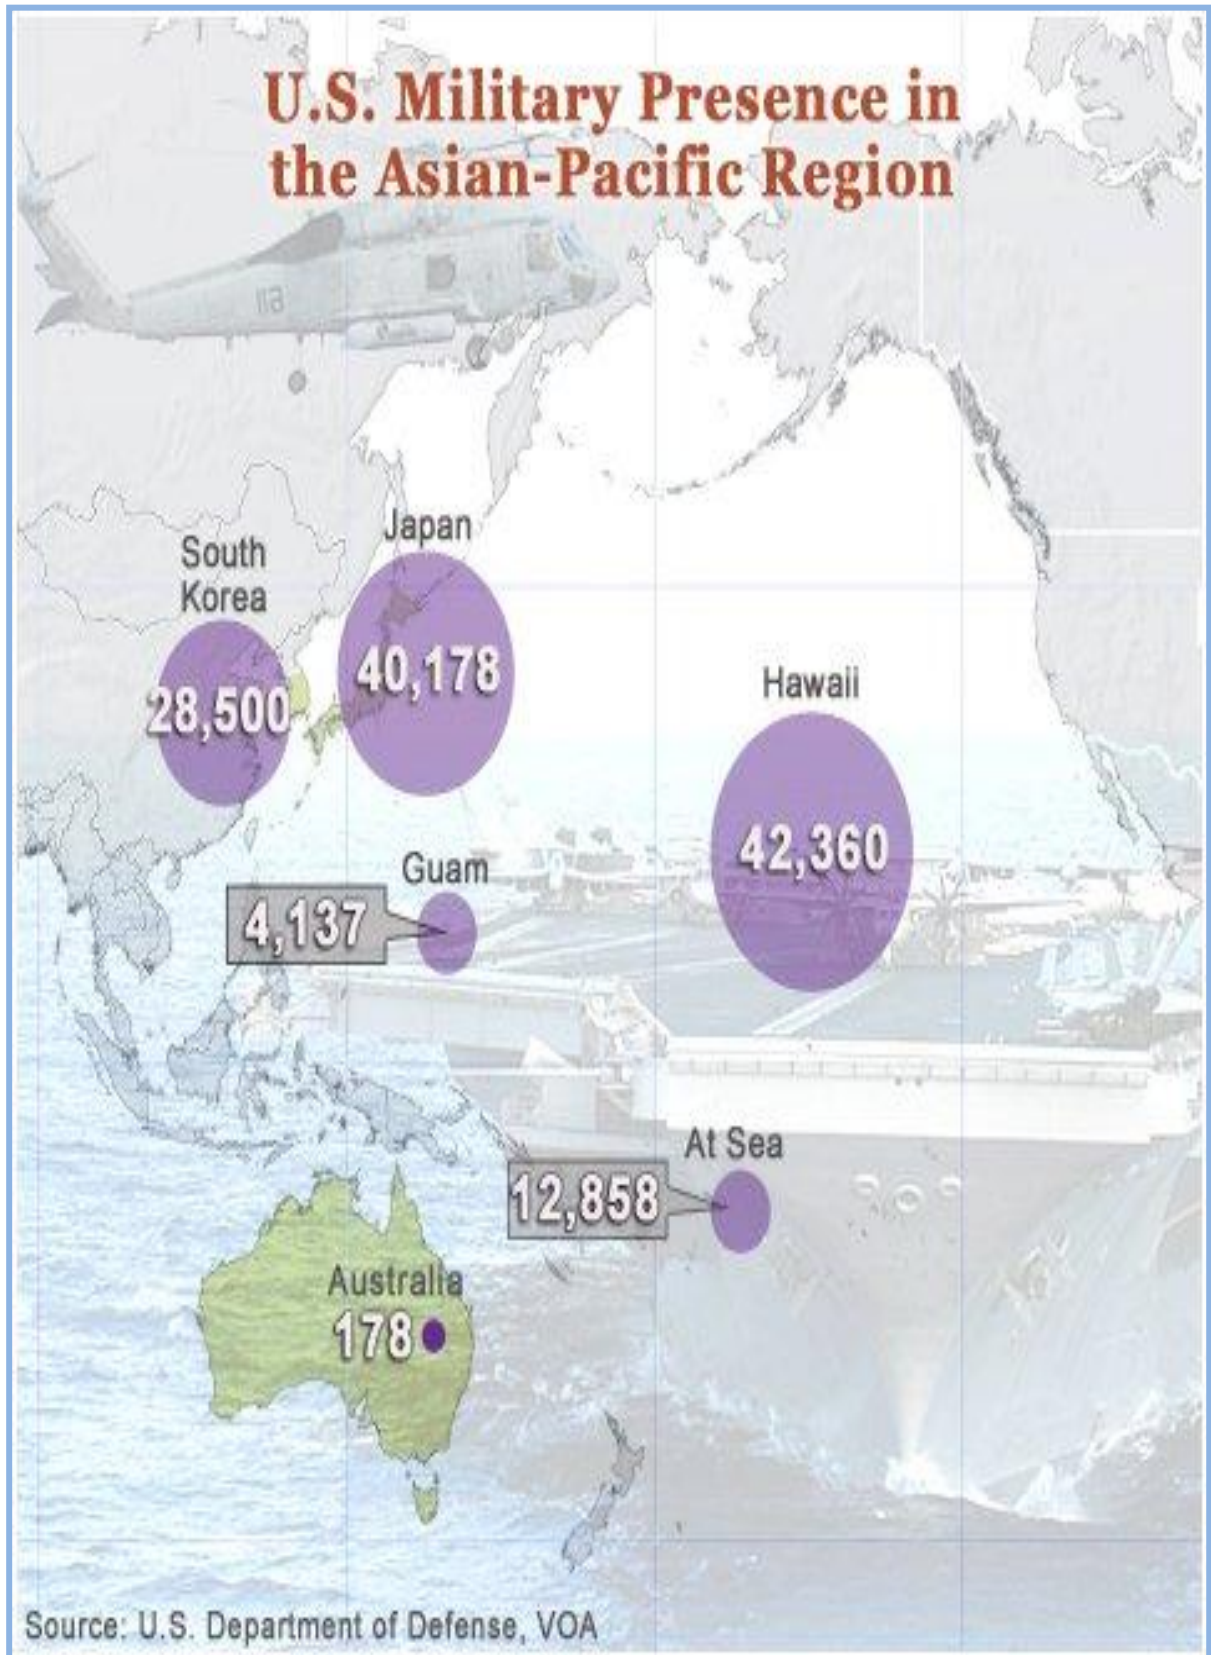 U.S. Military Presence in
the Asian-Pacific Region
113
Japan
South
Korea
40,178
28,500
Hawaii
42,360
Guam
4,137
At Sea
12,858
Australia
178
Source: U.S. Department of Defense, VOA